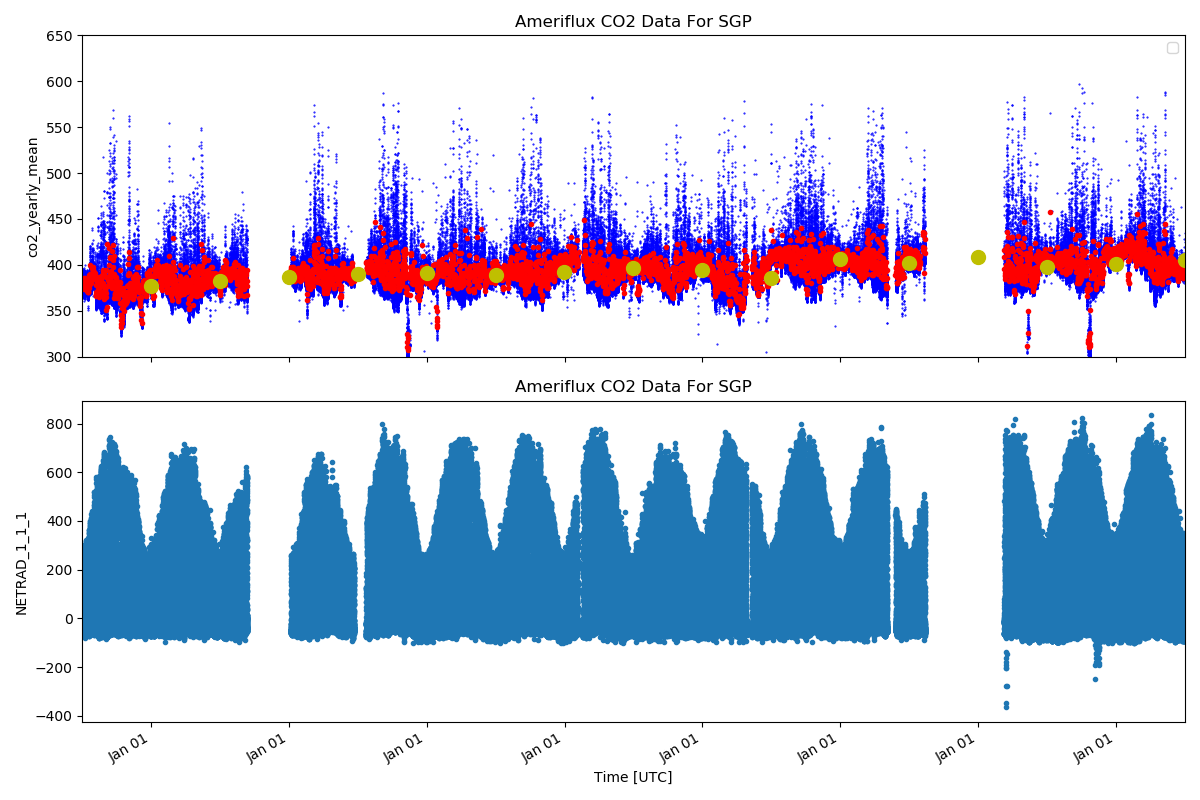 Ameriflux CO2 Data For SGP
650
600
550
500
450
400
350
300
co2_yearly_mean
Ameriflux CO2 Data For SGP
800
600
400
200
0
−200
−400
NETRAD_1_1_1
Jan 01
Jan 01
Jan 01
Jan 01
Jan 01
Jan 01
Jan 01
Jan 01
Time [UTC]